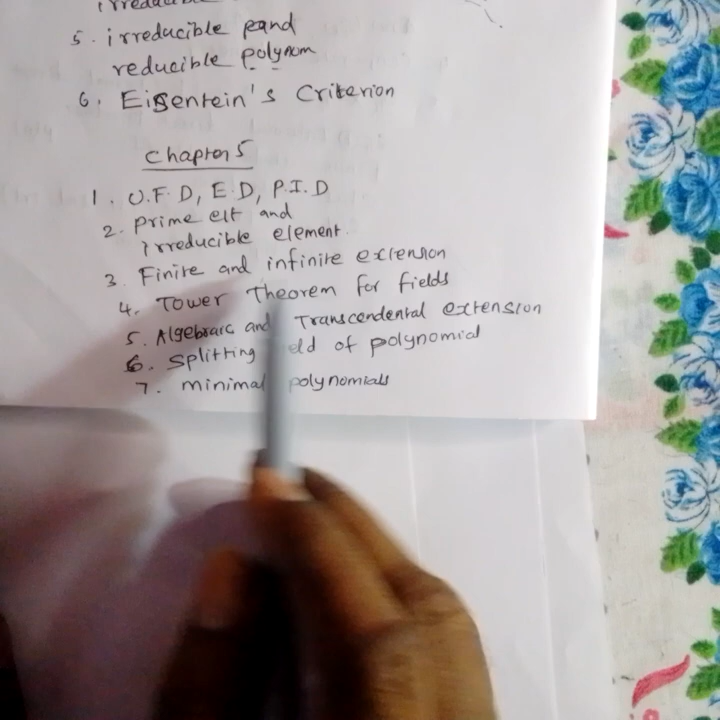 5. irreducible and
reducible polynom
6. Eisentein's Criterion
Chapter 5
1. U.F.D, E.D, P.I.D
2. prime elt and
irreducible element.
3. Finite and infinite extension
4. Tower Theorem for fields
5. Algebraic and Transcendental extension
6. Splitting eld of polynomial
7. minimal polynomials